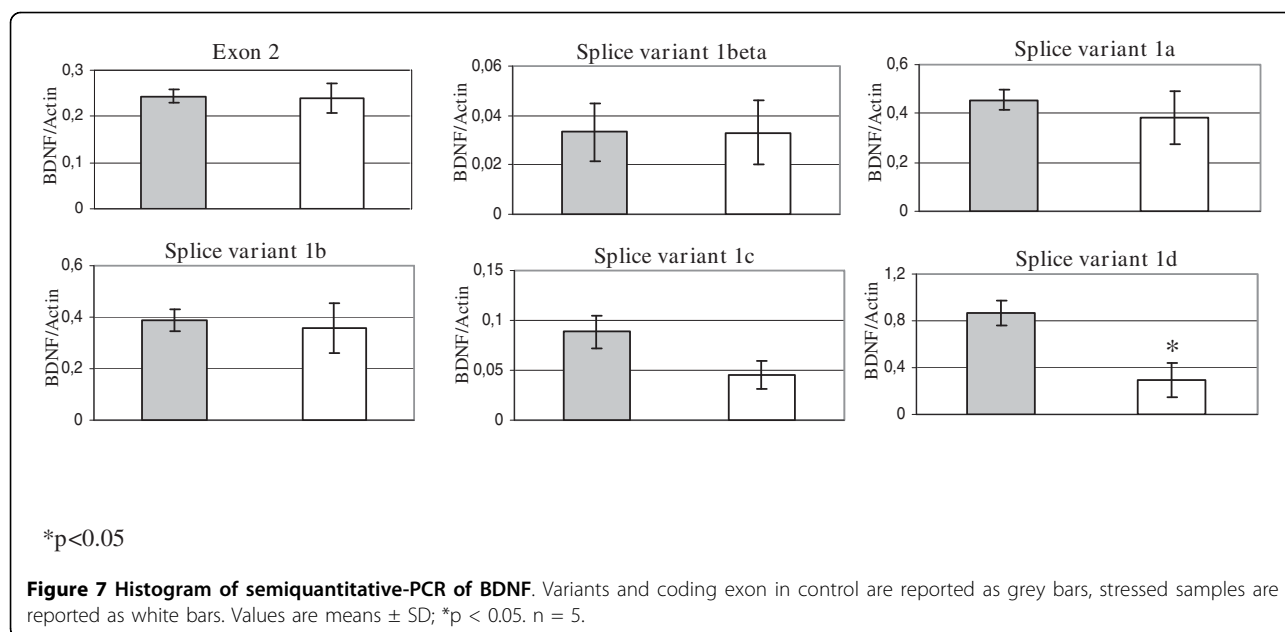 Exon 2
BDNF/Actin
0,3
0,2
0,1
0
Splice variant 1beta
BDNF/Actin
0,06
0,04
0,02
0
Splice variant 1a
BDNF/Actin
0,6
0,4
0,2
0
Splice variant 1b
BDNF/Actin
0,6
0,4
0,2
0
Splice variant 1c
BDNF/Actin
0,15
0,1
0,05
0
Splice variant 1d
BDNF/Actin
1,2
0,8
0,4
0
*
*p<0.05
Figure 7 Histogram of semiquantitative-PCR of BDNF. Variants and coding exon in control are reported as grey bars, stressed samples are
reported as white bars. Values are means ± SD; *p < 0.05. n = 5.